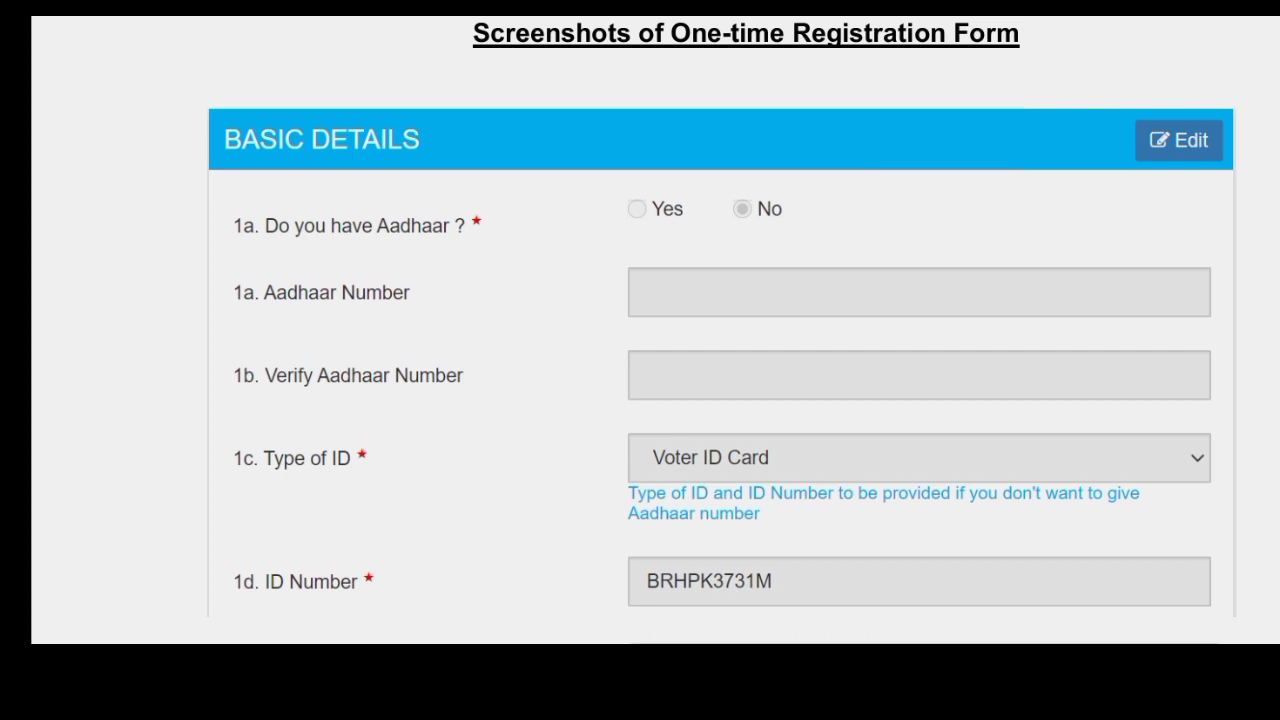 Screenshots of One-time Registration Form
BASIC DETAILS
Edit
1a. Do you have Aadhaar ? *
Yes
No
1a. Aadhaar Number
1b. Verify Aadhaar Number
1c. Type of ID *
Voter ID Card
Type of ID and ID Number to be provided if you don't want to give
Aadhaar number
1d. ID Number *
BRHPK3731M